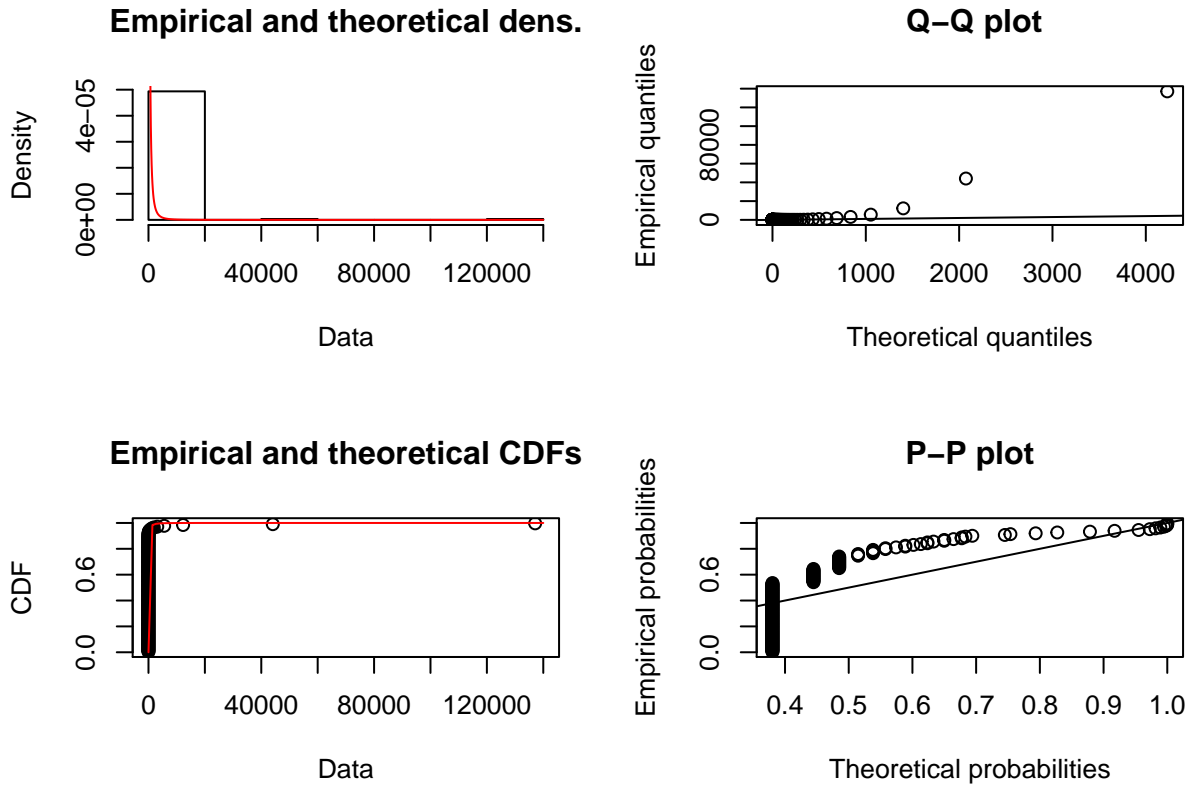 Empirical and theoretical dens.
Density
4e−05
0e+00
0 40000 80000 120000
Data
Q−Q plot
Empirical quantiles
80000
0
0 1000 2000 3000 4000
Theoretical quantiles
Empirical and theoretical CDFs
CDF
0.6
0.0
0 40000 80000 120000
Data
P−P plot
Empirical probabilities
0.6
0.0
0.4 0.5 0.6 0.7 0.8 0.9 1.0
Theoretical probabilities